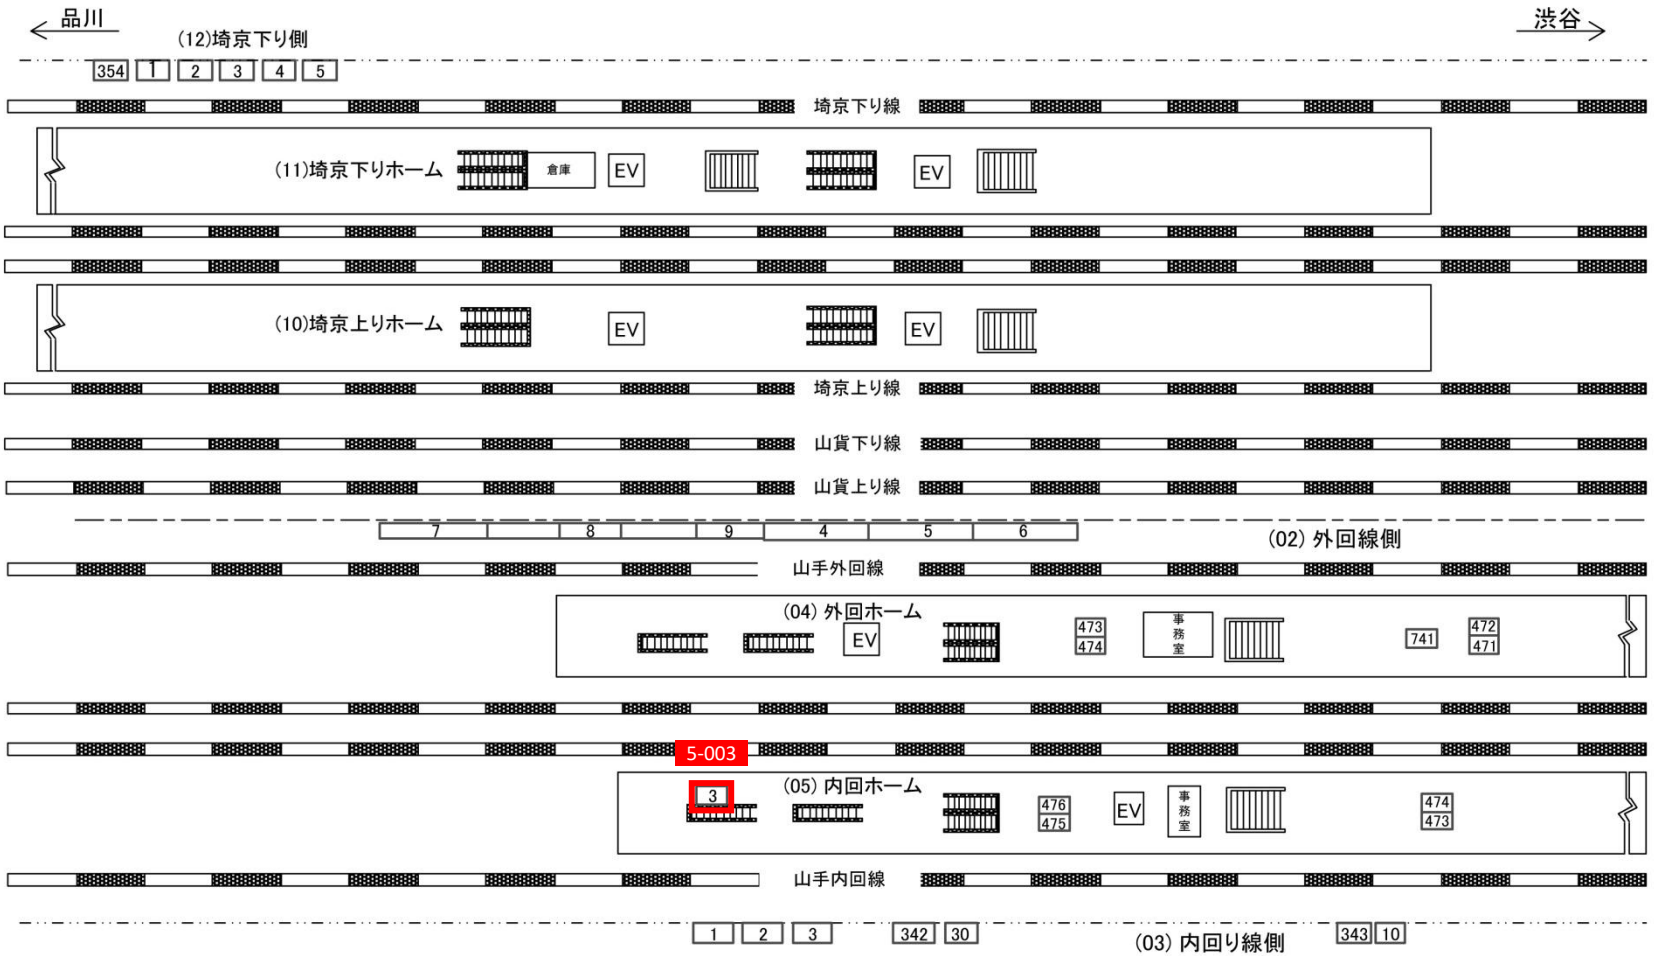 品川
渋谷
(12)埼京下り側
354 1 2 3 4 5
埼京下り線
(11)埼京下りホーム 倉庫 EV EV
(10)埼京上りホーム EV EV
埼京上り線
山貨下り線
山貨上り線
7 8 9 4 5 6
(02) 外回線側
山手外回線
(04) 外回ホーム
EV
473
474
事務室
741
472
471
5-003
3
(05) 内回ホーム
476
475
EV
事務室
474
473
山手内回線
1 2 3 342 30
(03) 内回り線側
343 10